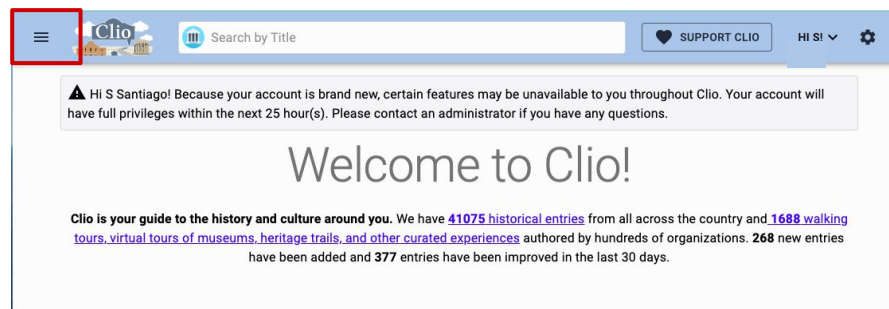 Clio
Search by Title
SUPPORT CLIO
HI S!
Hi S Santiago! Because your account is brand new, certain features may be unavailable to you throughout Clio. Your account will
have full privileges within the next 25 hour(s). Please contact an administrator if you have any questions.
Welcome to Clio!
Clio is your guide to the history and culture around you. We have 41075 historical entries from all across the country and 1688 walking
tours, virtual tours of museums, heritage trails, and other curated experiences authored by hundreds of organizations. 268 new entries
have been added and 377 entries have been improved in the last 30 days.